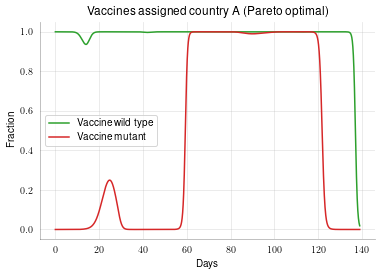 Vaccines assigned country A (Pareto optimal)
1.0
0.8
0.6
0.4
0.2
0.0
Fraction
Vaccine wild type
Vaccine mutant
0 20 40 60 80 100 120 140
Days